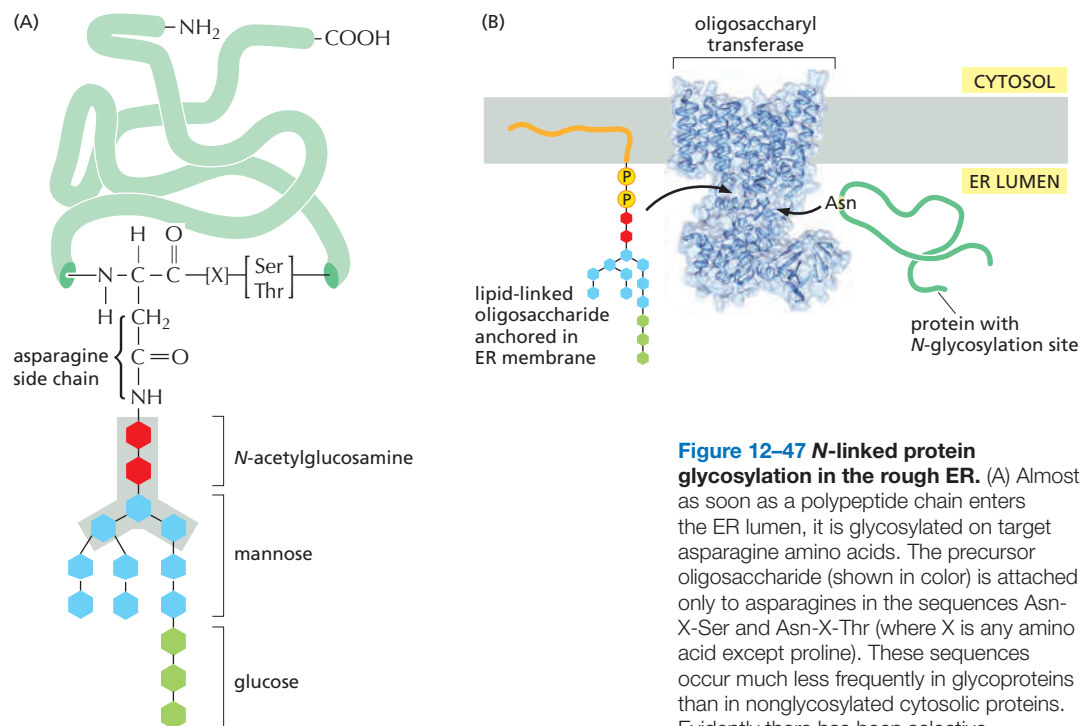 (A)
NH2
COOH
H
O
N
C
C
[X]
Ser
Thr
H
CH2
asparagine
side chain
C
O
NH
N-acetylglucosamine
mannose
glucose
(B)
oligosaccharyl
transferase
CYTOSOL
ER LUMEN
P
P
Asn
lipid-linked
oligosaccharide
anchored in
ER membrane
protein with
N-glycosylation site
Figure 12–47 N-linked protein
glycosylation in the rough ER. (A) Almost
as soon as a polypeptide chain enters
the ER lumen, it is glycosylated on target
asparagine amino acids. The precursor
oligosaccharide (shown in color) is attached
only to asparagines in the sequences Asn-
X-Ser and Asn-X-Thr (where X is any amino
acid except proline). These sequences
occur much less frequently in glycoproteins
than in nonglycosylated cytosolic proteins.
Evidently there has been selective